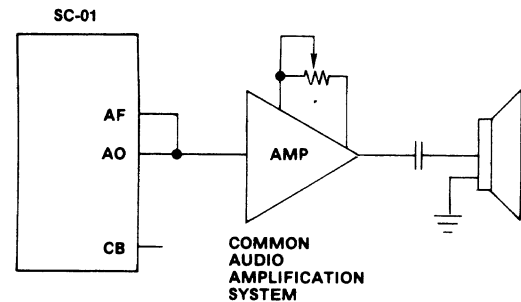 SC-01
AF
AO
AMP
CB
COMMON
AUDIO
AMPLIFICATION
SYSTEM